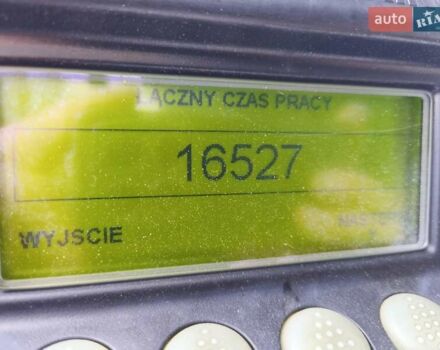 auto RIA
ŁĄCZNY CZAS PRACY
16527
WYJSCIE